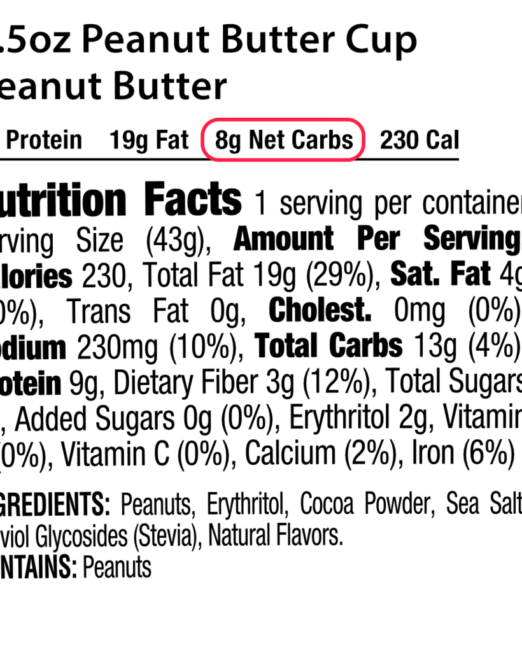 .5oz Peanut Butter Cup
eanut Butter
Protein 19g Fat 8g Net Carbs 230 Cal
utrition Facts 1 serving per container
rving Size (43g), Amount Per Serving
lories 230, Total Fat 19g (29%), Sat. Fat 4g
0%), Trans Fat 0g, Cholest. 0mg (0%)
dium 230mg (10%), Total Carbs 13g (4%)
otein 9g, Dietary Fiber 3g (12%), Total Sugars
, Added Sugars 0g (0%), Erythritol 2g, Vitamin
(0%), Vitamin C (0%), Calcium (2%), Iron (6%)
GREDIENTS: Peanuts, Erythritol, Cocoa Powder, Sea Salt
viol Glycosides (Stevia), Natural Flavors.
NTAINS: Peanuts